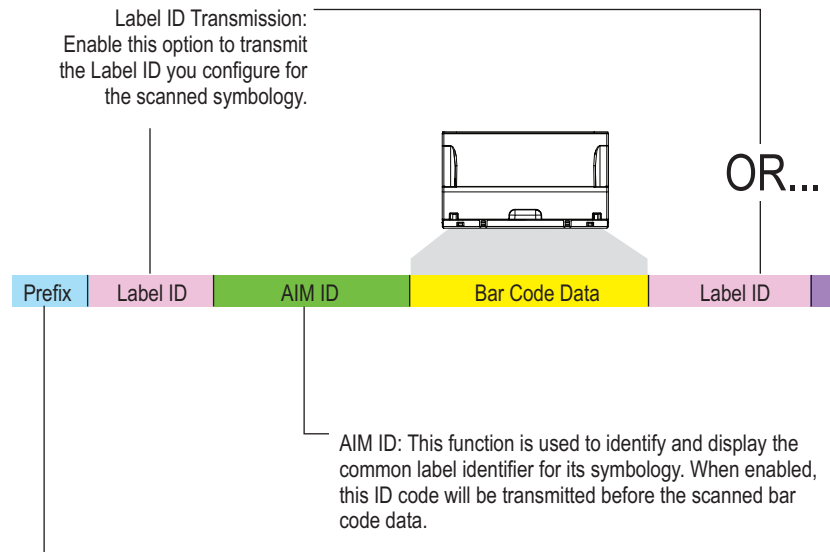 Label ID Transmission:
Enable this option to transmit
the Label ID you configure for
the scanned symbology.
OR...
Prefix Label ID AIM ID Bar Code Data Label ID
AIM ID: This function is used to identify and display the
common label identifier for its symbology. When enabled,
this ID code will be transmitted before the scanned bar
code data.